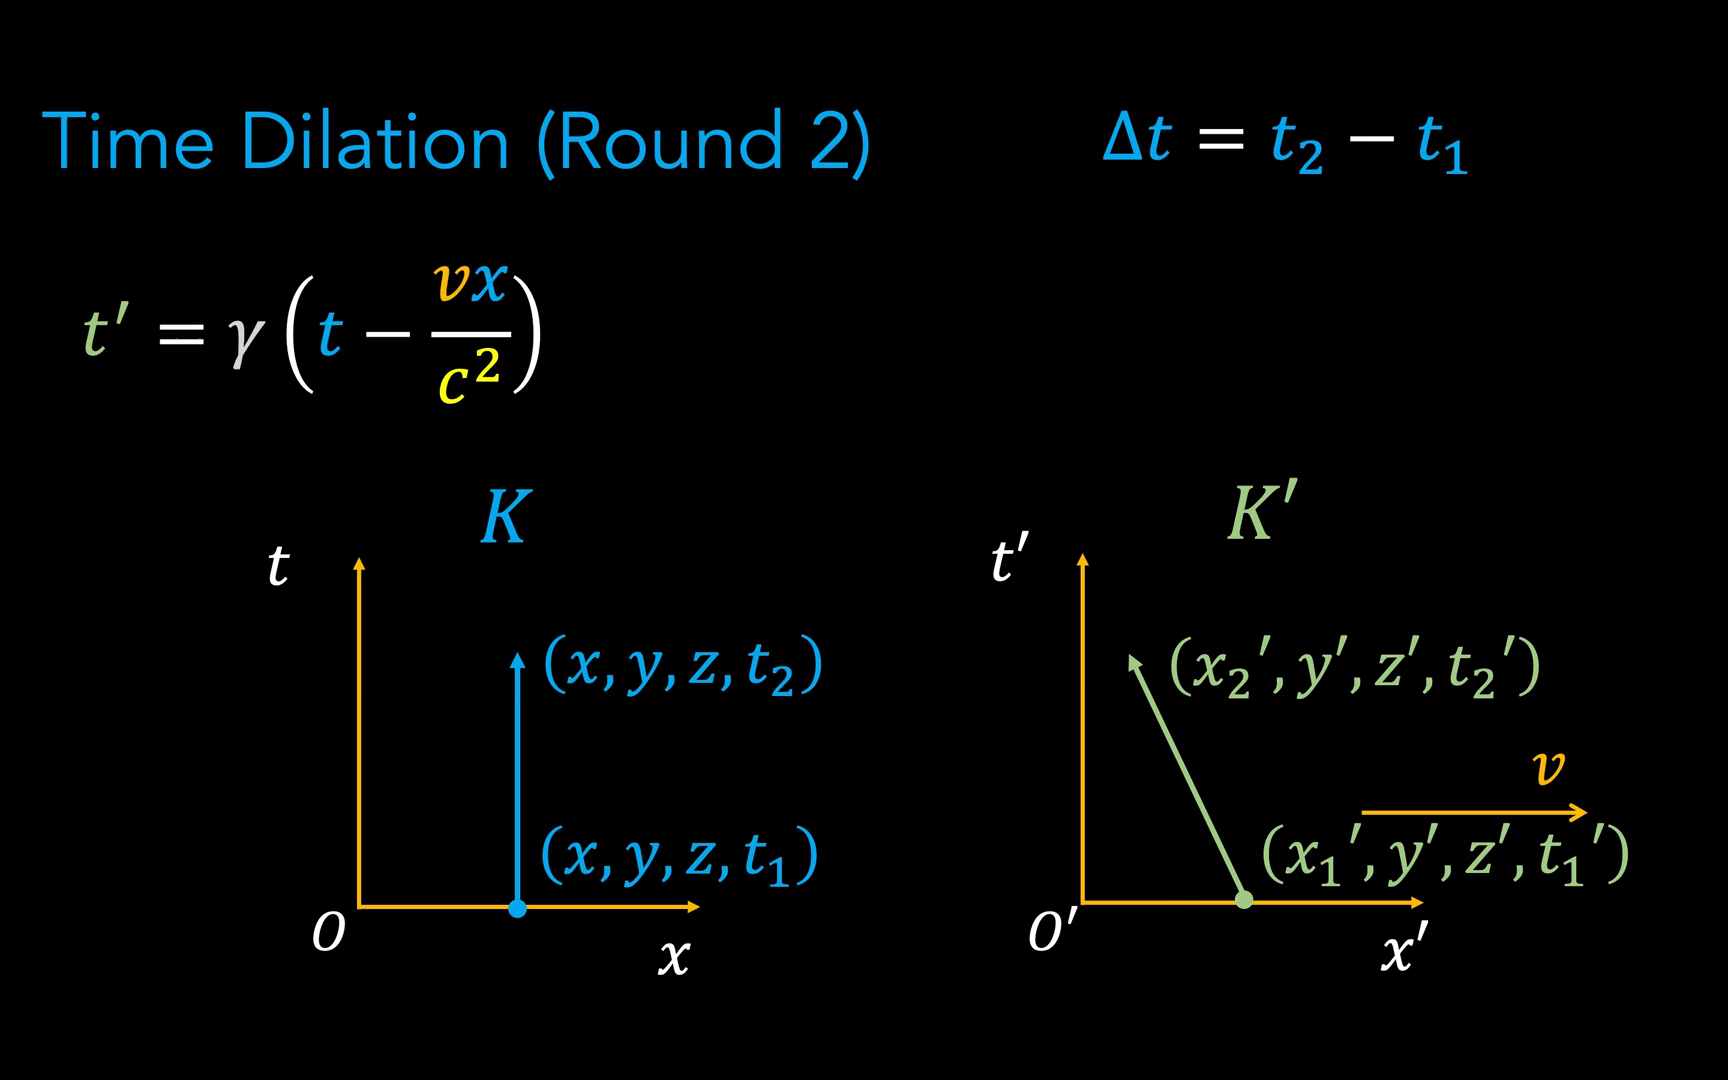 Time Dilation (Round 2)
Δt = t₂ − t₁
t′ = γ(t − vx/c²)
K
K′
t
t′
(x, y, z, t₂)
(x₂′, y′, z′, t₂′)
v
(x, y, z, t₁)
(x₁′, y′, z′, t₁′)
O
x
O′
x′